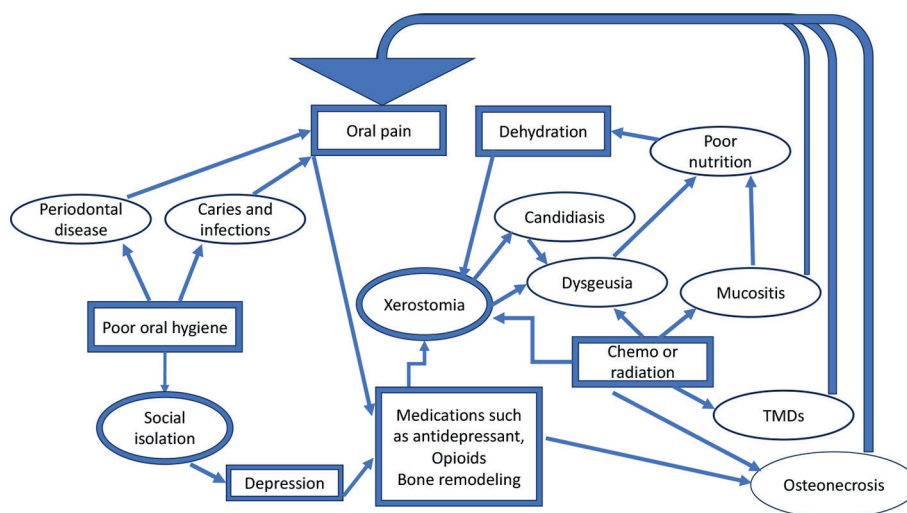 Oral pain
Dehydration
Poor
nutrition
Periodontal
disease
Caries and
infections
Candidiasis
Dysgeusia
Mucositis
Xerostomia
Poor oral hygiene
Chemo or
radiation
Social
isolation
Medications such
as antidepressant,
Opioids
Bone remodeling
TMDs
Depression
Osteonecrosis